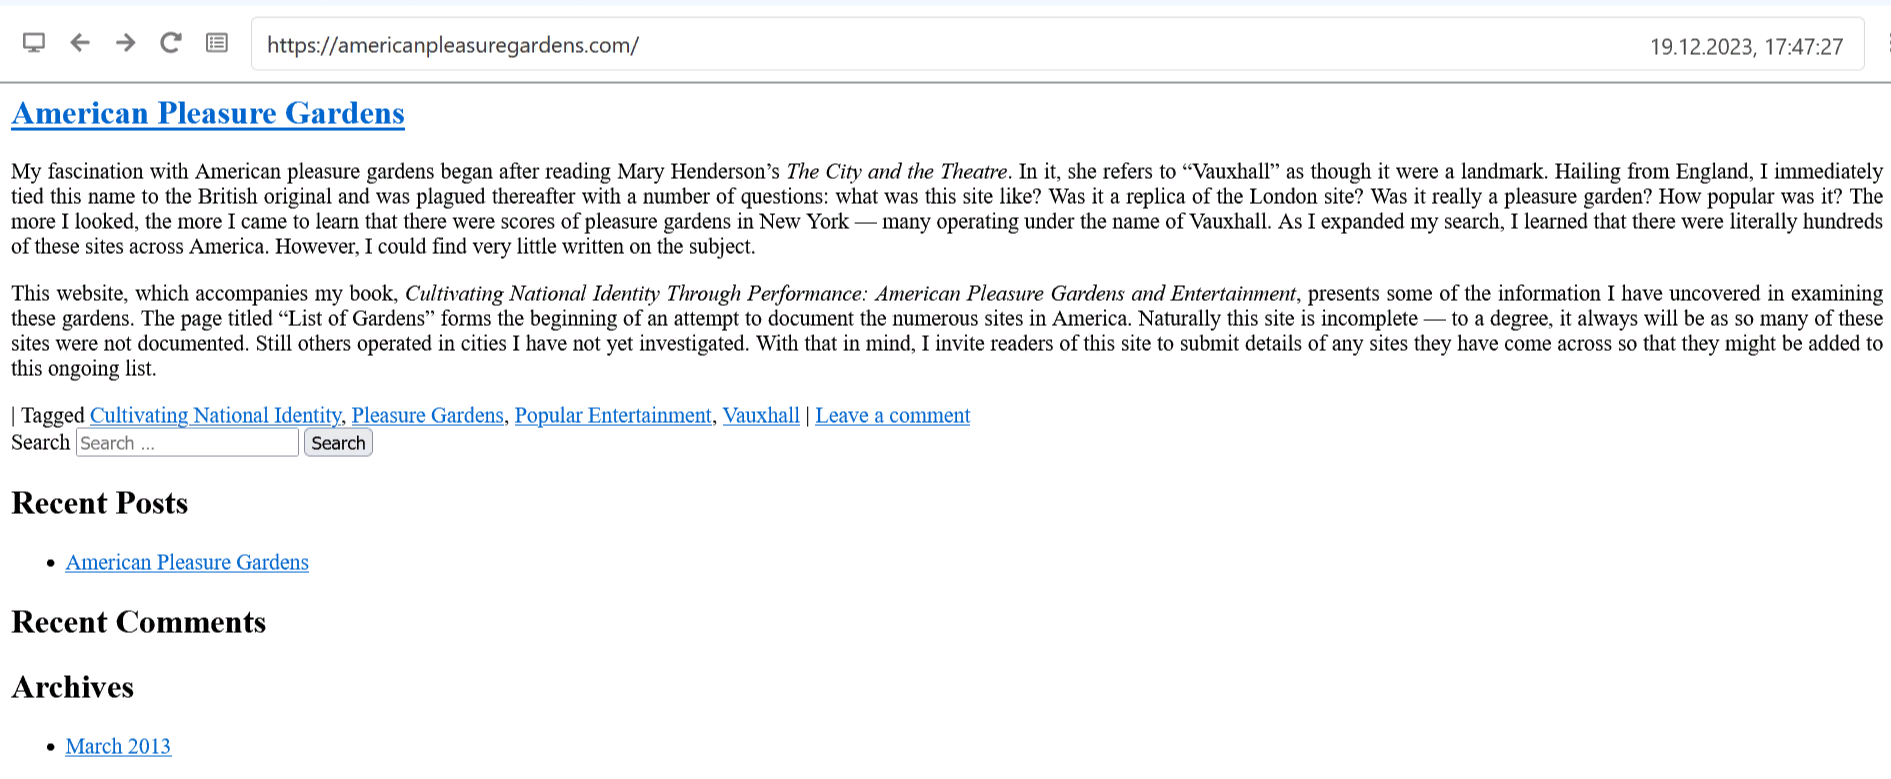 https://americanpleasuregardens.com/ 19.12.2023, 17:47:27
American Pleasure Gardens
My fascination with American pleasure gardens began after reading Mary Henderson’s The City and the Theatre. In it, she refers to “Vauxhall” as though it were a landmark. Hailing from England, I immediately
tied this name to the British original and was plagued thereafter with a number of questions: what was this site like? Was it a replica of the London site? Was it really a pleasure garden? How popular was it? The
more I looked, the more I came to learn that there were scores of pleasure gardens in New York — many operating under the name of Vauxhall. As I expanded my search, I learned that there were literally hundreds
of these sites across America. However, I could find very little written on the subject.
This website, which accompanies my book, Cultivating National Identity Through Performance: American Pleasure Gardens and Entertainment, presents some of the information I have uncovered in examining
these gardens. The page titled “List of Gardens” forms the beginning of an attempt to document the numerous sites in America. Naturally this site is incomplete — to a degree, it always will be as so many of these
sites were not documented. Still others operated in cities I have not yet investigated. With that in mind, I invite readers of this site to submit details of any sites they have come across so that they might be added to
this ongoing list.
| Tagged Cultivating National Identity, Pleasure Gardens, Popular Entertainment, Vauxhall | Leave a comment
Search Search ... Search
Recent Posts
• American Pleasure Gardens
Recent Comments
Archives
• March 2013